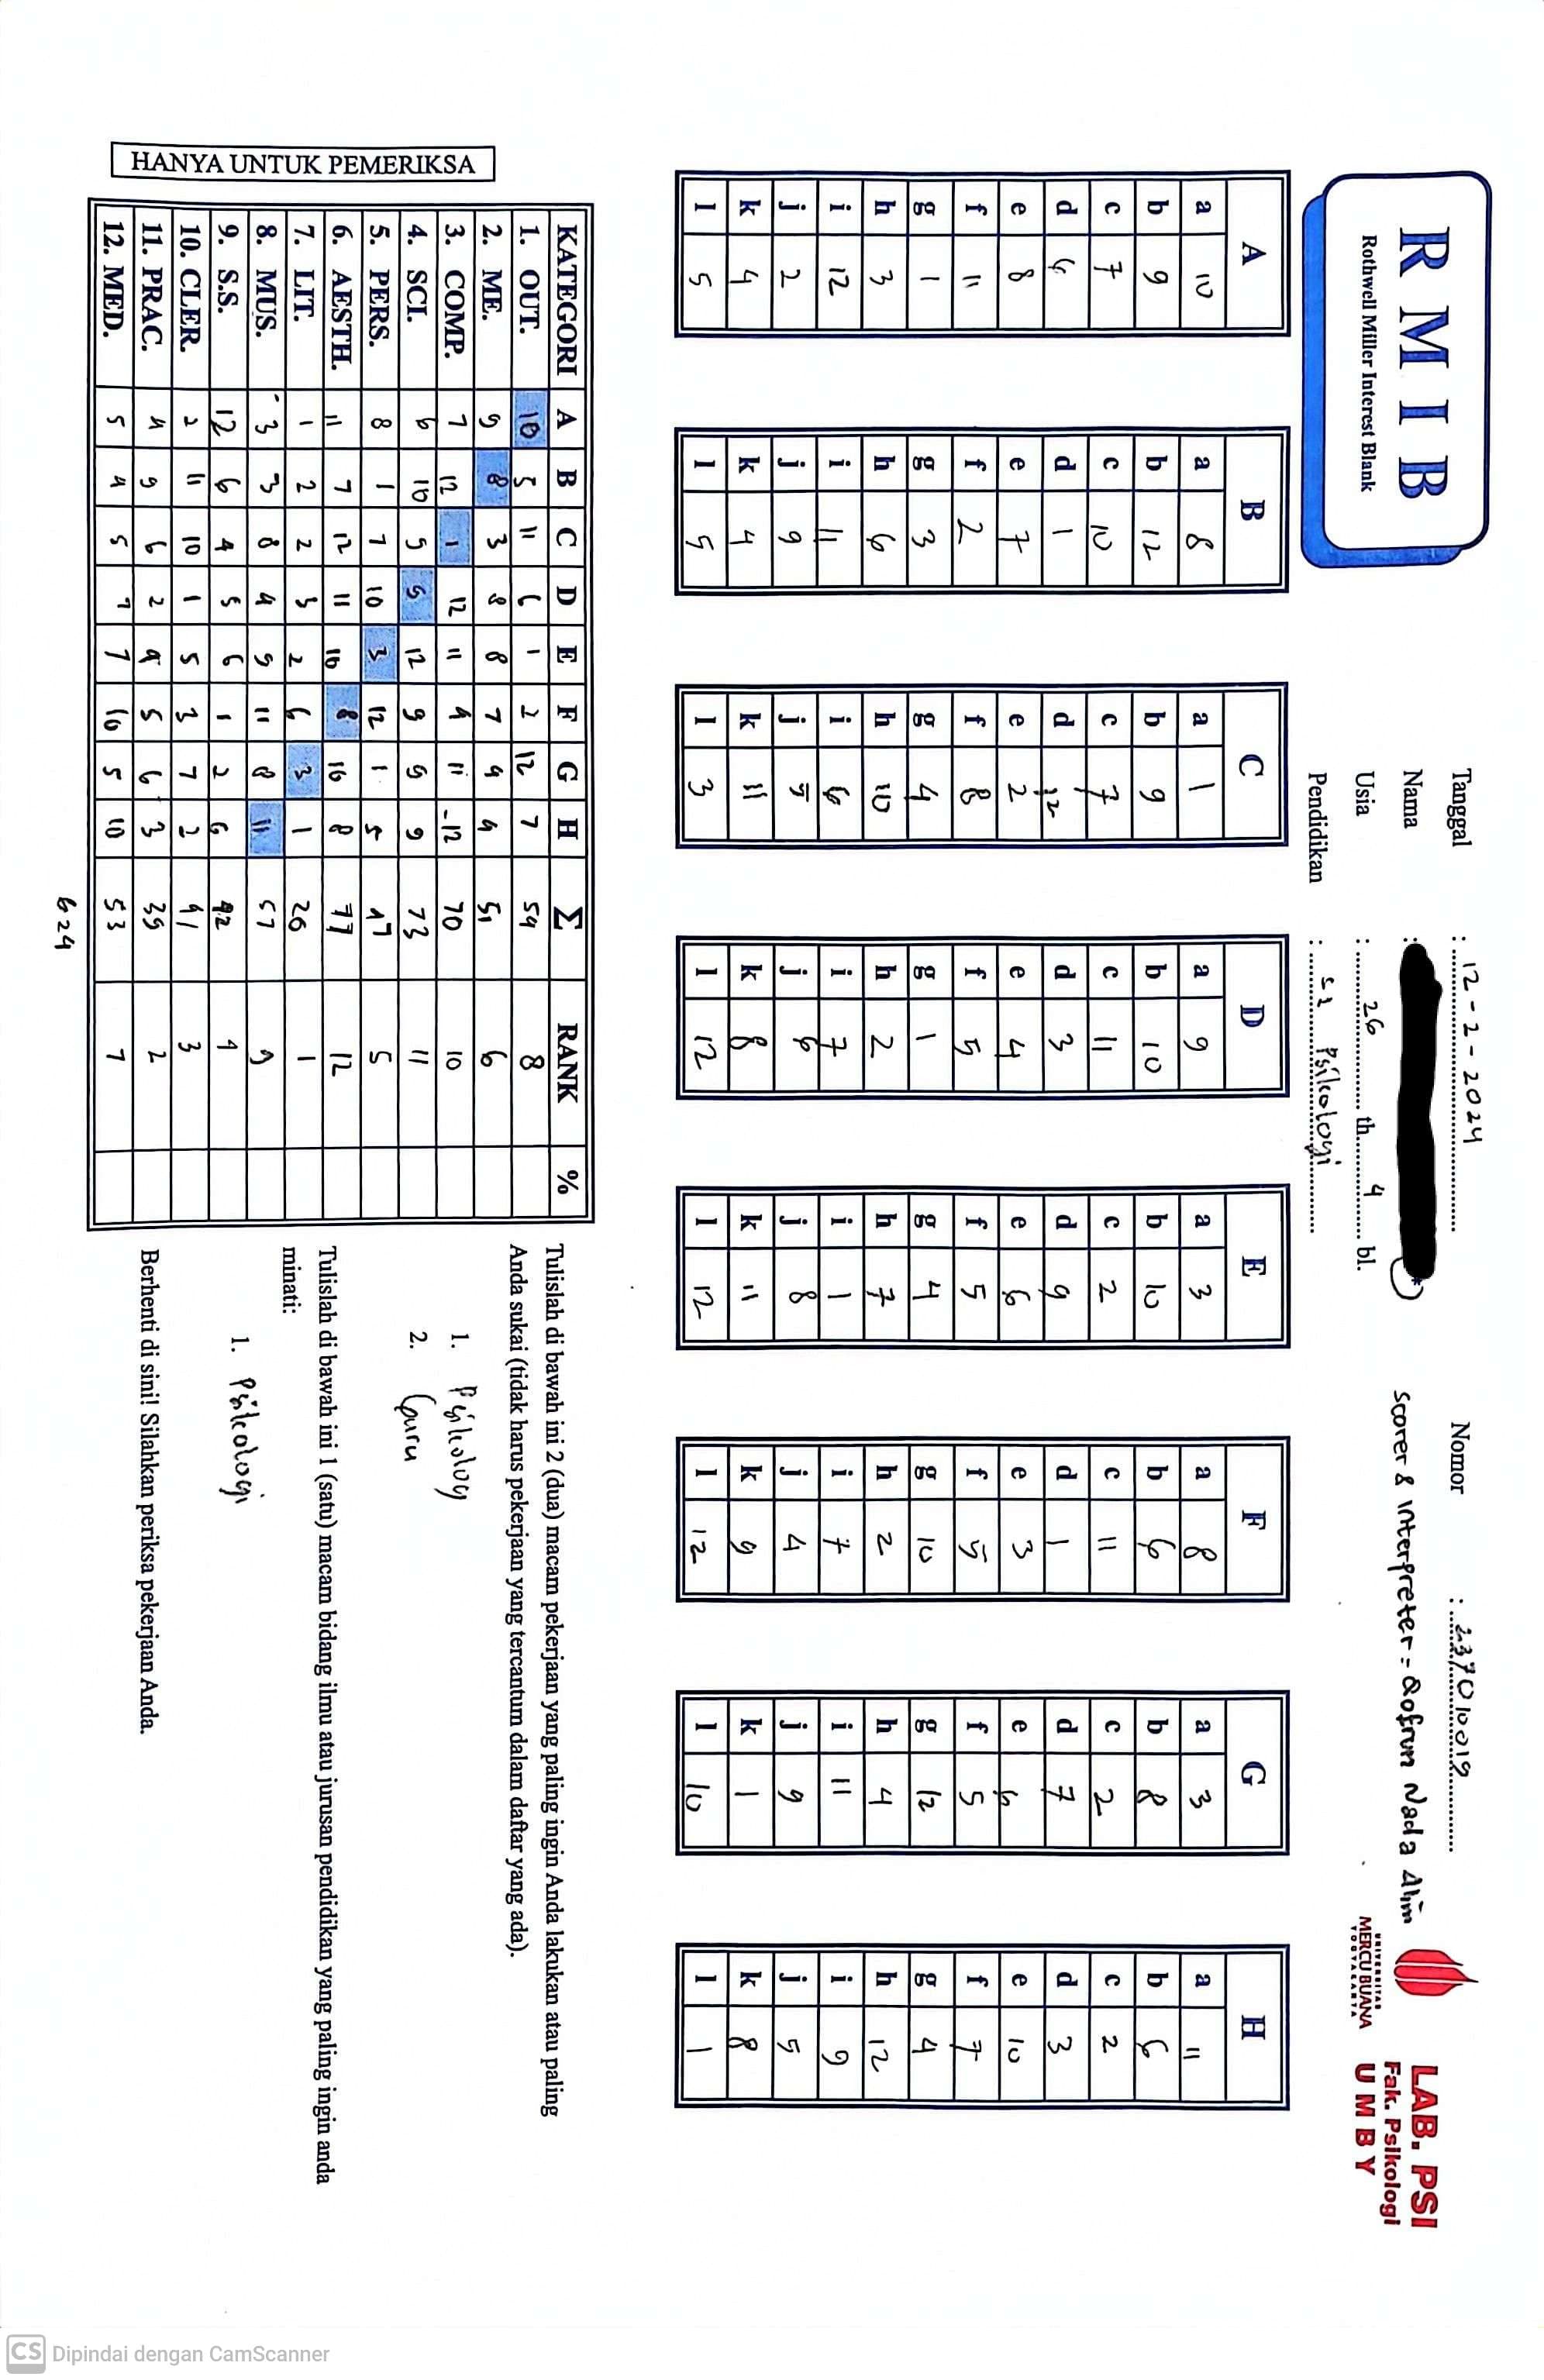 R M I B
Rothwell Miller Interest Blank
Tanggal : 12 - 2 - 2024
Nama :
Usia : 26 th. 4 bl.
Pendidikan : S2 Psikologi
Nomor : 237010019
scorer & interpreter = Qofrun Nada Alim
UNIVERSITAS
MERCU BUANA
YOGYAKARTA
LAB. PSI
Fak. Psikologi
U M B Y
A B C D E F G H
a 10 a 8 a 1 a 9 a 3 a 8 a 3 a 11
b 9 b 12 b 9 b 10 b 10 b 6 b 8 b 6
c 7 c 10 c 7 c 11 c 2 c 11 c 2 c 2
d 6 d 1 d 12 d 3 d 9 d 1 d 7 d 3
e 8 e 7 e 2 e 4 e 6 e 3 e 6 e 10
f 11 f 2 f 8 f 5 f 5 f 5 f 5 f 7
g 1 g 3 g 4 g 1 g 4 g 10 g 12 g 4
h 3 h 6 h 10 h 2 h 7 h 2 h 4 h 12
i 12 i 11 i 6 i 7 i 1 i 7 i 11 i 9
j 2 j 9 j 5 j 6 j 8 j 4 j 9 j 5
k 4 k 4 k 11 k 8 k 11 k 9 k 1 k 8
l 5 l 5 l 3 l 12 l 12 l 12 l 10 l 1
HANYA UNTUK PEMERIKSA
KATEGORI A B C D E F G H Σ RANK %
1. OUT. 10 5 11 6 1 2 12 7 54 8
2. ME. 9 8 3 8 8 7 4 4 51 6
3. COMP. 7 12 1 12 11 4 11 12 70 10
4. SCI. 6 10 5 9 12 9 9 9 73 11
5. PERS. 8 1 7 10 3 12 1 5 47 5
6. AESTH. 11 7 12 11 10 8 10 8 77 12
7. LIT. 1 2 2 3 2 6 3 1 20 1
8. MUS. 3 3 8 4 9 11 8 11 57 9
9. S.S. 12 6 4 5 6 1 2 6 42 4
10. CLER. 2 11 10 1 5 3 7 2 41 3
11. PRAC. 4 9 6 2 4 5 6 3 39 2
12. MED. 5 4 5 7 7 10 5 10 53 7
624
Tulislah di bawah ini 2 (dua) macam pekerjaan yang paling ingin Anda lakukan atau paling
Anda sukai (tidak harus pekerjaan yang tercantum dalam daftar yang ada).
1. Psikolog
2. Guru
Tulislah di bawah ini 1 (satu) macam bidang ilmu atau jurusan pendidikan yang paling ingin anda
minati:
1. Psikologi
Berhenti di sini! Silahkan periksa pekerjaan Anda.
CS Dipindai dengan CamScanner